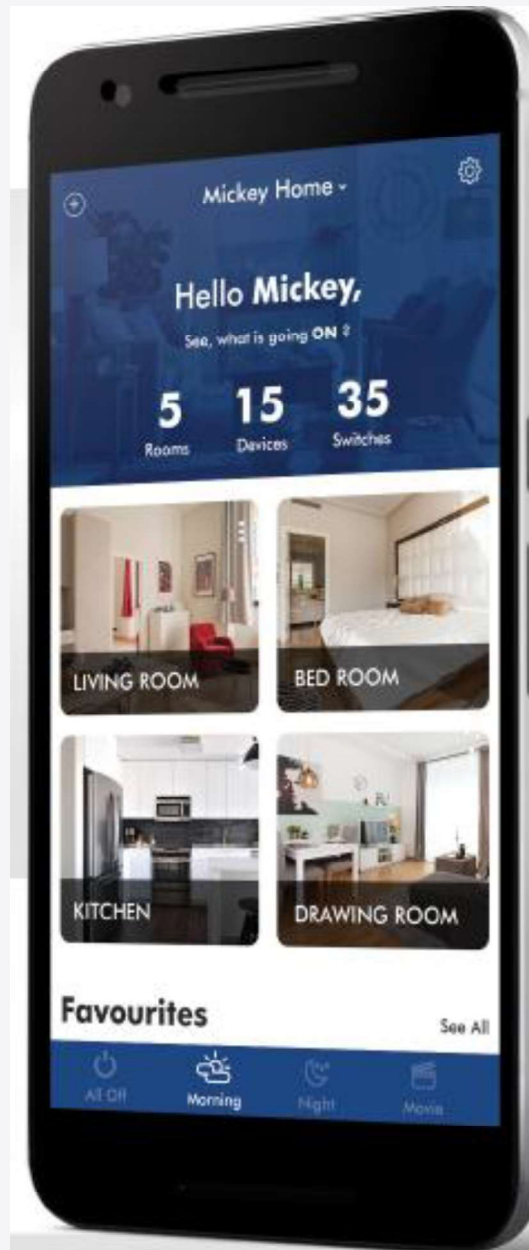 Mickey Home
Hello Mickey,
See, what is going ON ?
5 15 35
Rooms Devices Switches
LIVING ROOM BED ROOM
KITCHEN DRAWING ROOM
Favourites See All
All Off Morning Night Movie